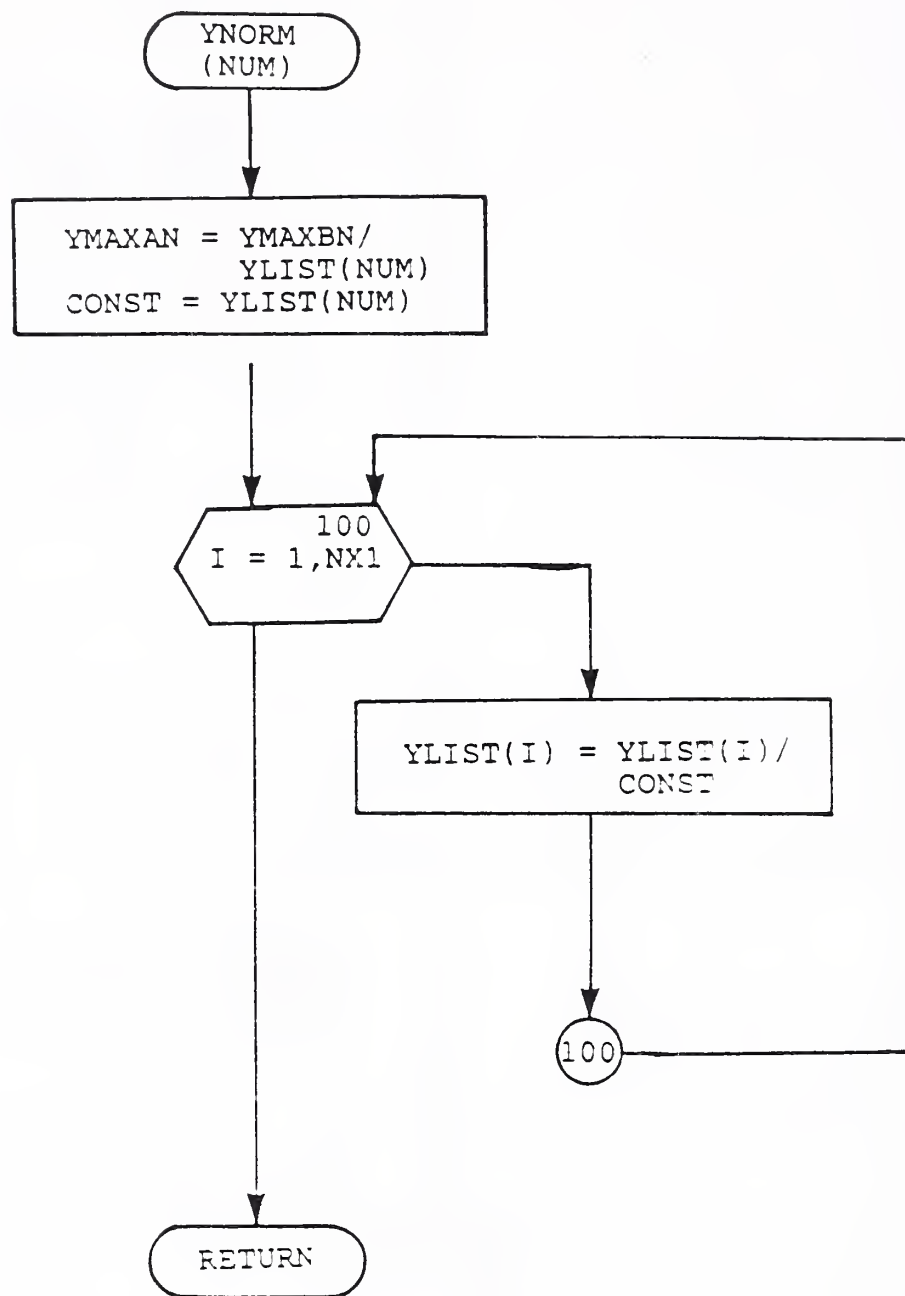 YNORM
(NUM)
YMAXAN = YMAXBN/
YLIST(NUM)
CONST = YLIST(NUM)
100
I = 1,NX1
YLIST(I) = YLIST(I)/
CONST
100
RETURN